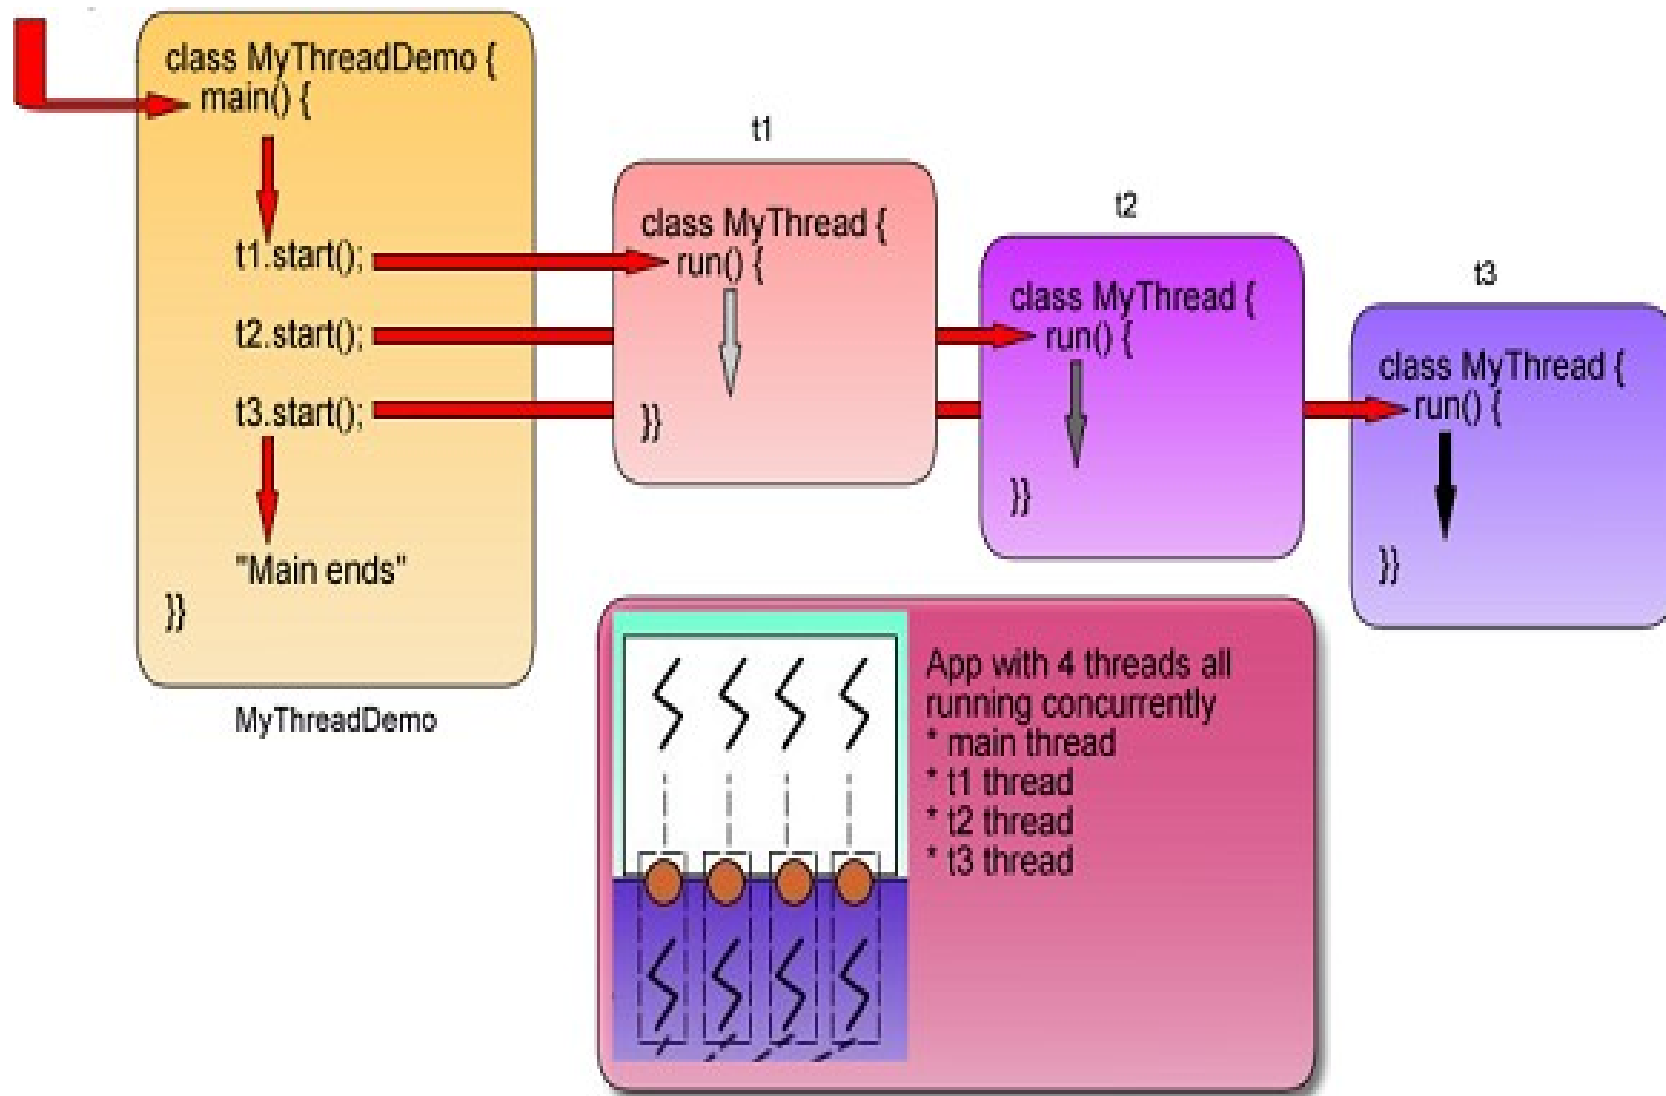 class MyThreadDemo {
main() {
t1.start();
t2.start();
t3.start();
"Main ends"
}}
MyThreadDemo
t1
class MyThread {
run() {
}}
t2
class MyThread {
run() {
}}
t3
class MyThread {
run() {
}}
App with 4 threads all
running concurrently
* main thread
* t1 thread
* t2 thread
* t3 thread